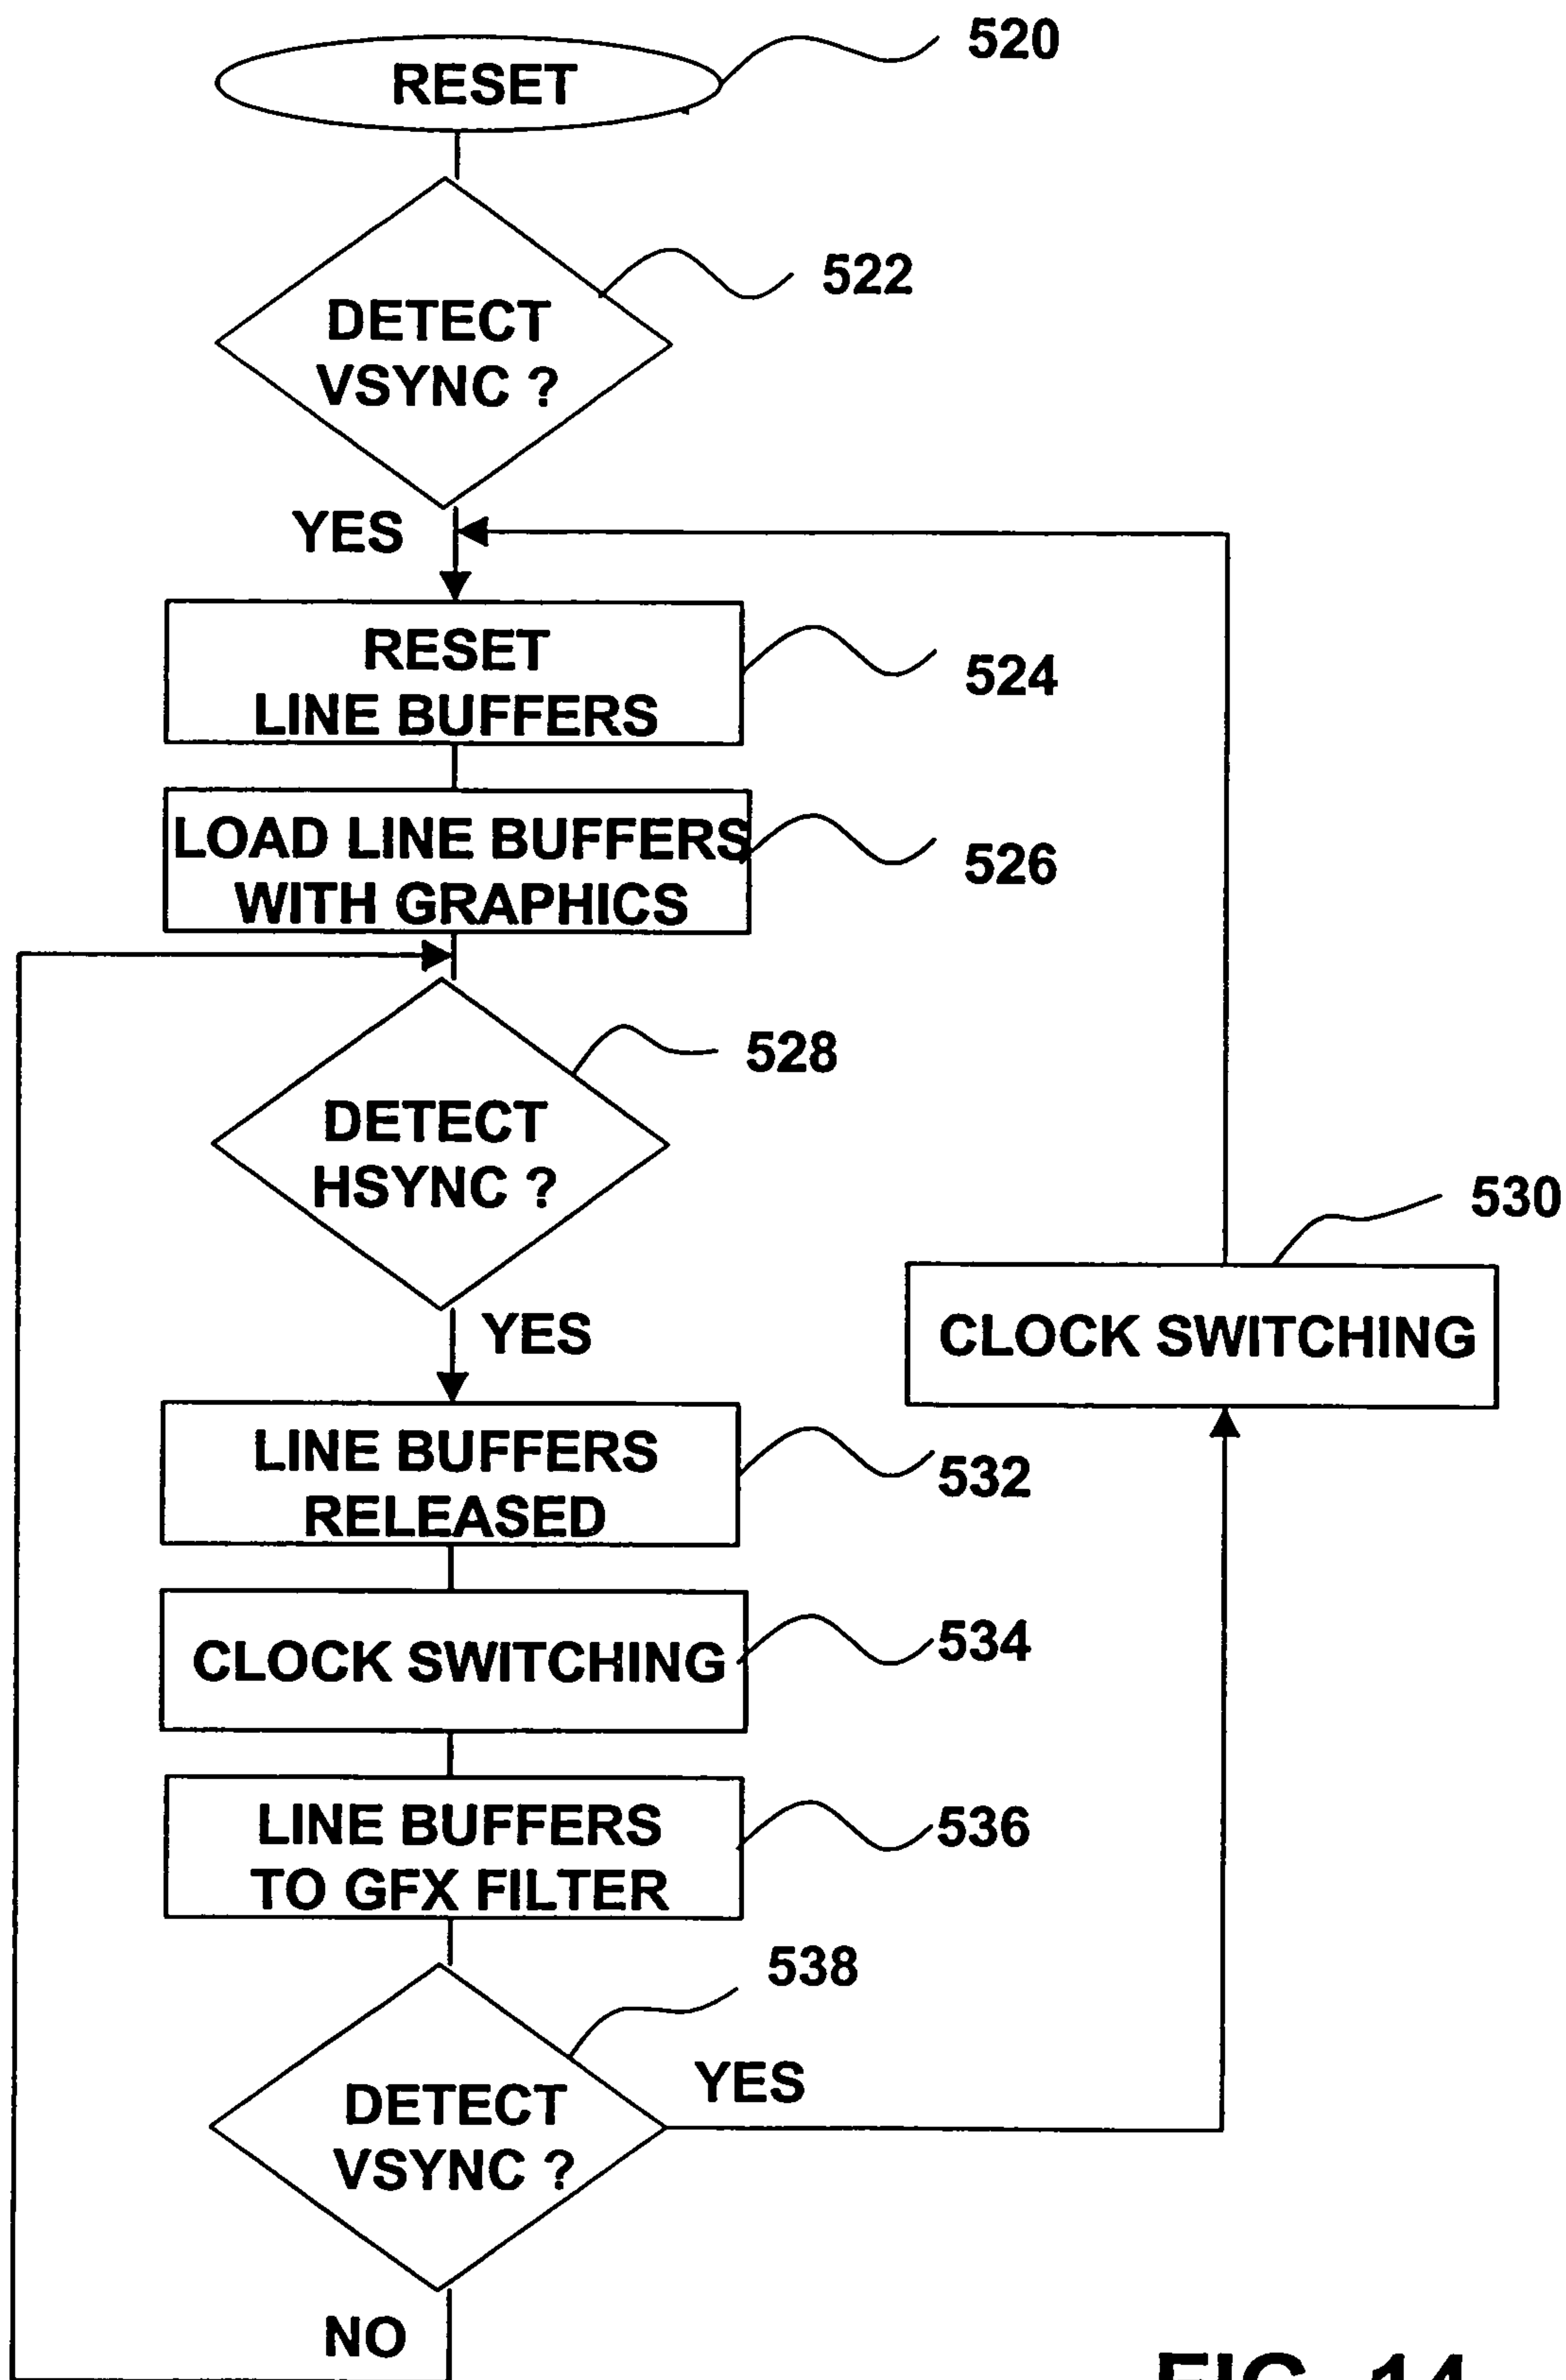 RESET
520
DETECT
VSYNC ?
522
YES
RESET
LINE BUFFERS
524
LOAD LINE BUFFERS
WITH GRAPHICS
526
DETECT
HSYNC ?
528
YES
530
CLOCK SWITCHING
LINE BUFFERS
RELEASED
532
CLOCK SWITCHING
534
LINE BUFFERS
TO GFX FILTER
536
538
DETECT
VSYNC ?
YES
NO
FIG. 14